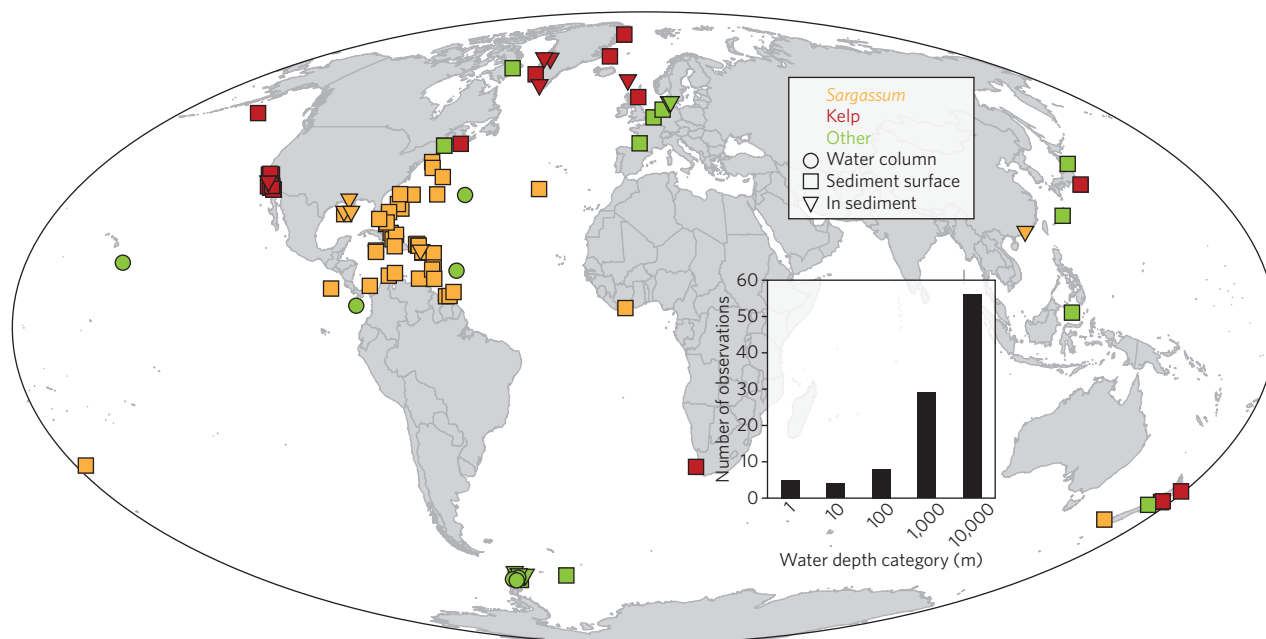 Sargassum
Kelp
Other
Water column
Sediment surface
In sediment
60
50
40
30
20
10
0
Number of observations
1
10
100
1,000
10,000
Water depth category (m)